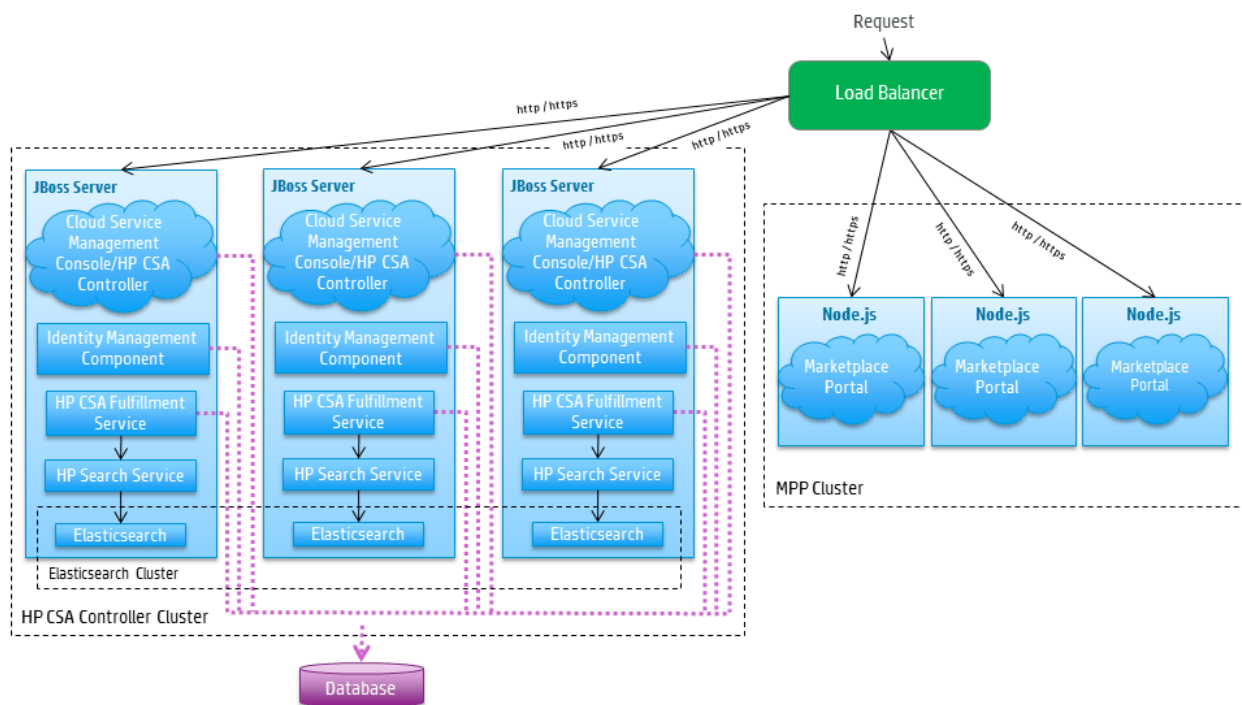 Request
Load Balancer
http / https
http / https
http / https
JBoss Server
Cloud Service
Management
Console/HP CSA
Controller
Identity Management
Component
HP CSA Fulfillment
Service
HP Search Service
Elasticsearch
JBoss Server
Cloud Service
Management
Console/HP CSA
Controller
Identity Management
Component
HP CSA Fulfillment
Service
HP Search Service
Elasticsearch
JBoss Server
Cloud Service
Management
Console/HP CSA
Controller
Identity Management
Component
HP CSA Fulfillment
Service
HP Search Service
Elasticsearch
Elasticsearch Cluster
HP CSA Controller Cluster
Database
http / https
http / https
http / https
Node.js
Marketplace
Portal
Node.js
Marketplace
Portal
Node.js
Marketplace
Portal
MPP Cluster